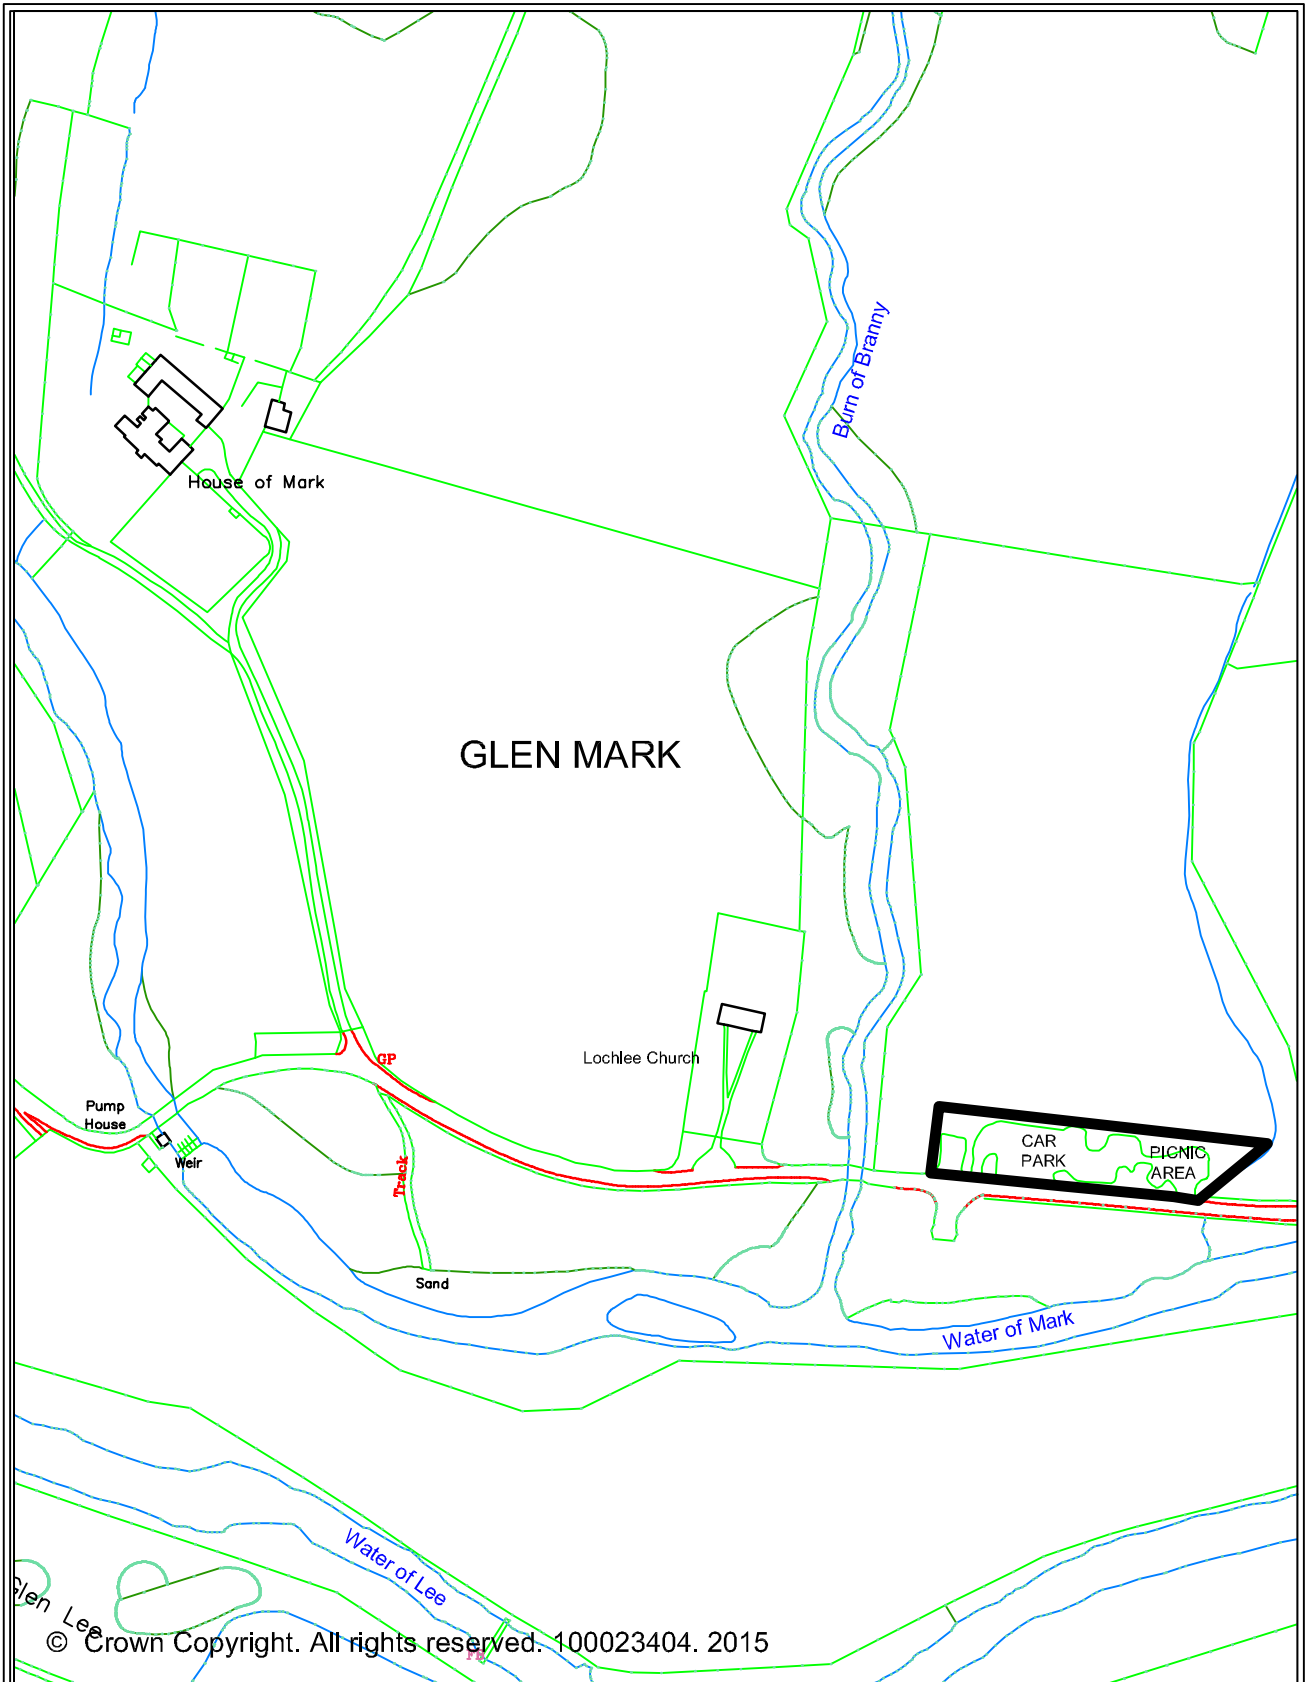 Burn of Branny
House of Mark
GLEN MARK
GP
Lochlee Church
Pump
House
Weir
Track
CAR
PARK
PICNIC
AREA
Sand
Water of Mark
Water of Lee
Glen Lee
© Crown Copyright. All rights reserved. 100023404. 2015
FB